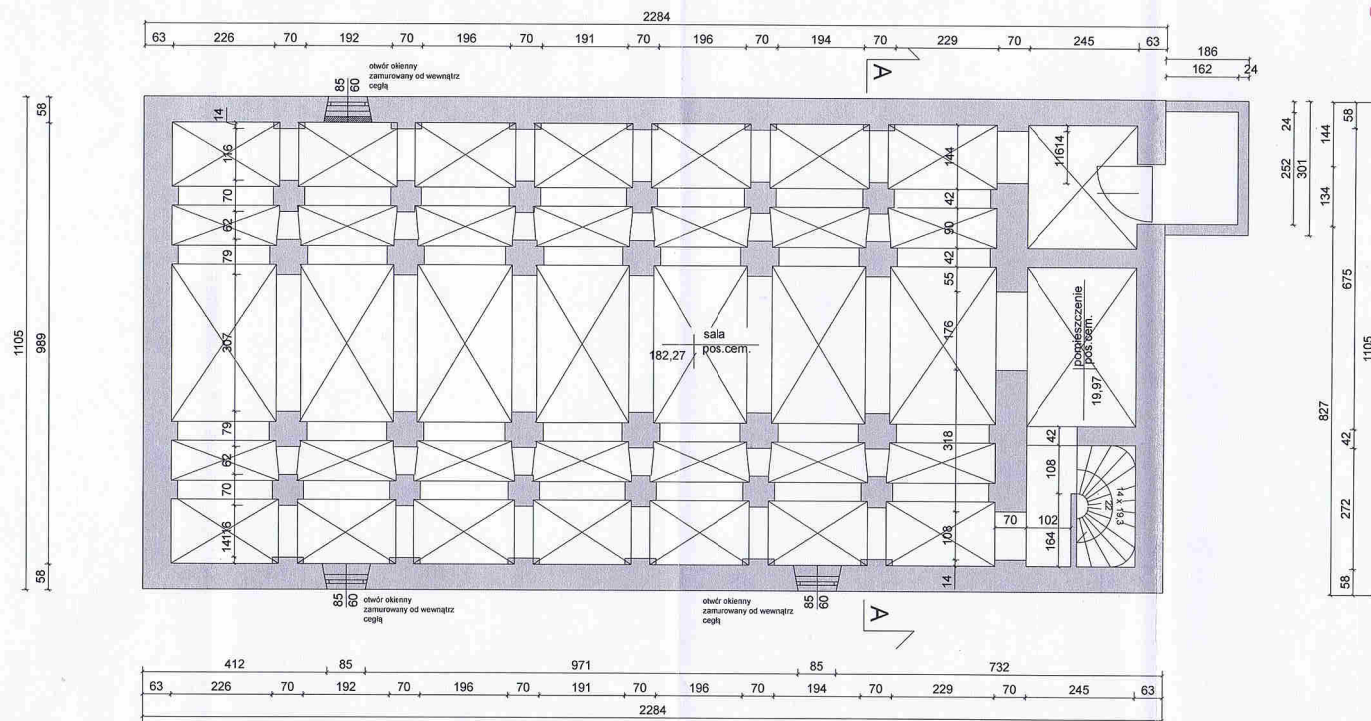 2284
63 226 70 192 70 196 70 191 70 196 70 194 70 229 70 245 63
186
162 24
otwór okienny
zamurowany od wewnątrz
cegłą
85
60
A
58
989
58
1105
14
116
70
62
79
307
79
62
70
116
14
144
42
90
42
55
176
318
108
14
11614
sala
pos.cem.
182,27
pomieszczenie
pos.cem.
19,97
42
108
164
70 102
14 x 19,3
22
24
252
301
144
134
827
58
675
42
272
58
1105
85
60
otwór okienny
zamurowany od wewnątrz
cegłą
otwór okienny
zamurowany od wewnątrz
cegłą
85
60
A
412 85 971 85 732
63 226 70 192 70 196 70 191 70 196 70 194 70 229 70 245 63
2284